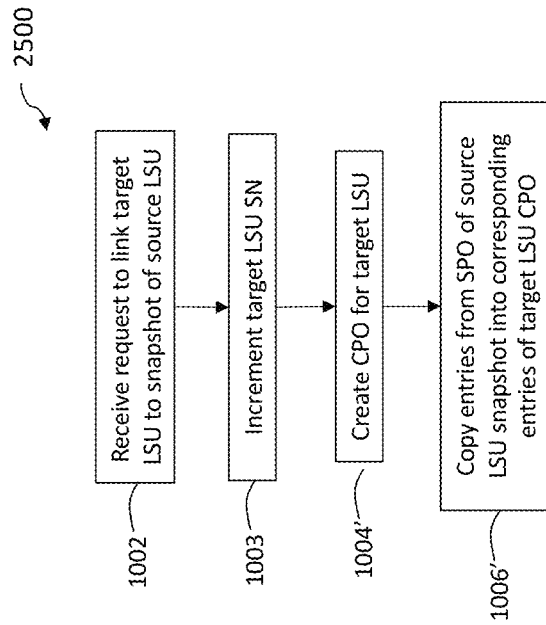 2500
Receive request to link target
LSU to snapshot of source LSU
1002
Increment target LSU SN
1003
Create CPO for target LSU
1004'
Copy entries from SPO of source
LSU snapshot into corresponding
entries of target LSU CPO
1006'